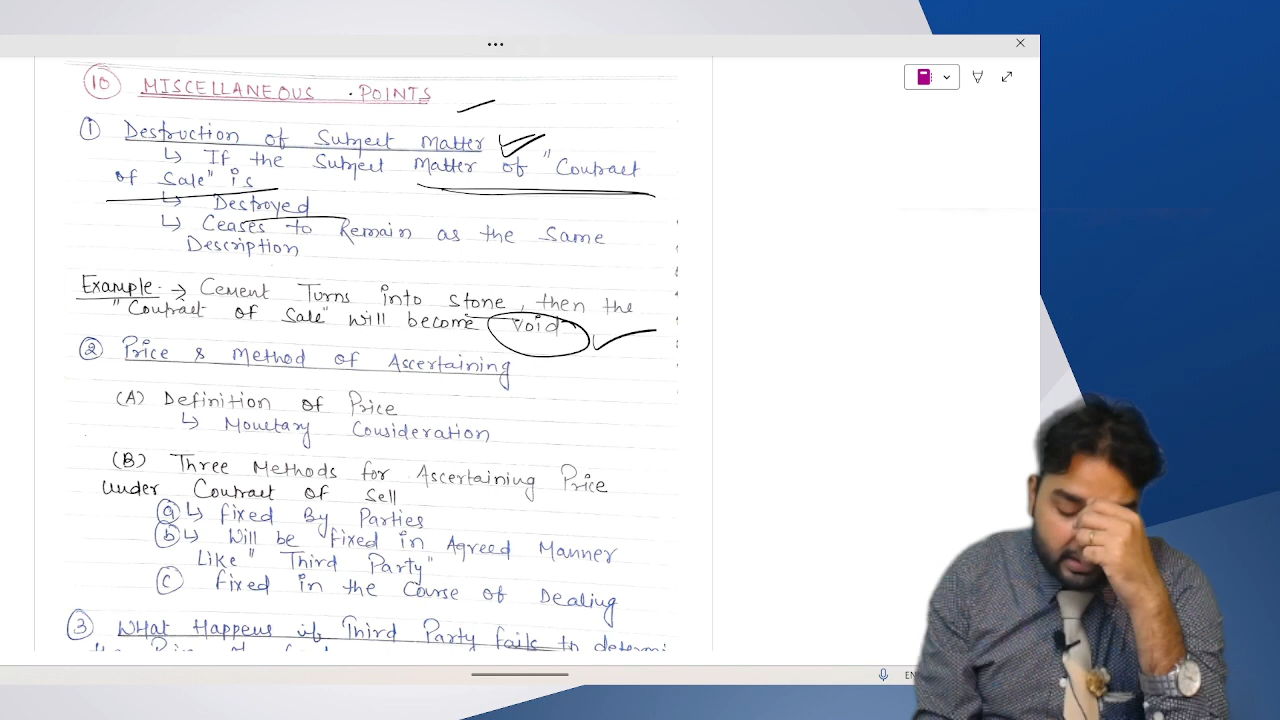 10 MISCELLANEOUS POINTS
1 Destruction of Subject Matter
↳ If the Subject Matter of "Contract
of Sale" is
↳ Destroyed
↳ Ceases to Remain as the Same
Description
Example → Cement Turns into stone, then the
"Contract of Sale" will become void
2 Price & Method of Ascertaining
(A) Definition of Price
↳ Monetary Consideration
(B) Three Methods for Ascertaining Price
under Contract of Sell
a ↳ fixed By Parties
b ↳ Will be fixed in Agreed Manner
Like "Third Party"
c fixed in the Course of Dealing
3 WHat Happens if Third Party fails to determi
EN